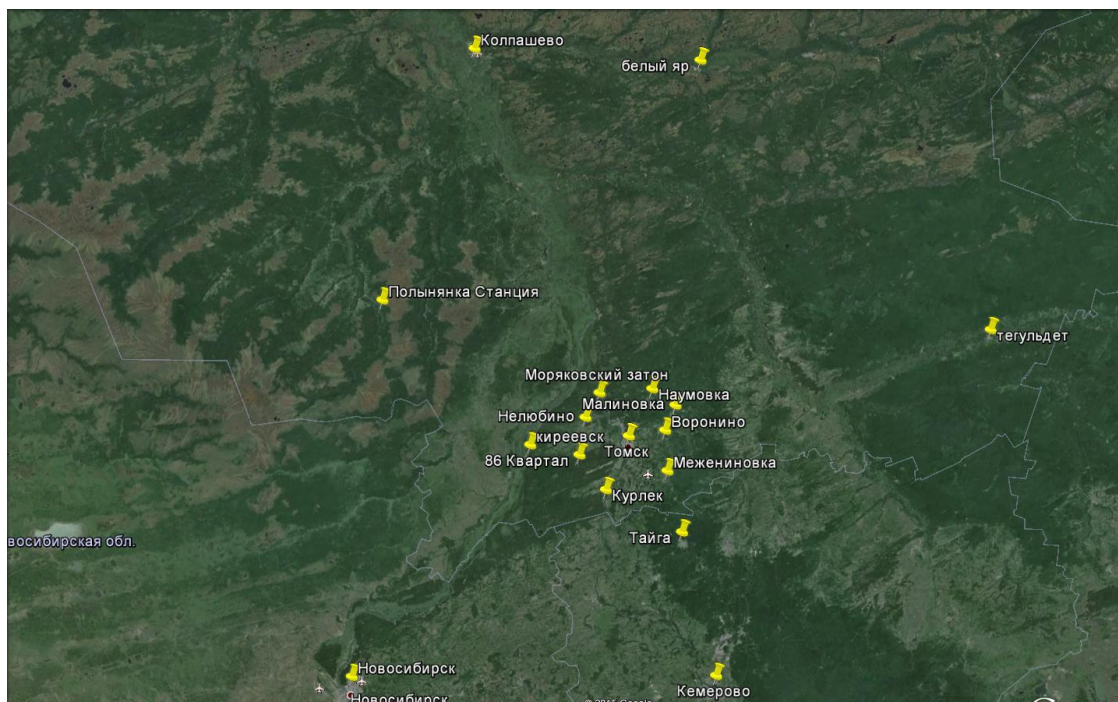 Колпашево
белый яр
Полынянка Станция
тегульдет
Моряковский затон
Наумовка
Малиновка
Нелюбино
Воронино
киреевск
Томск
86 Квартал
Межениновка
Курлек
Тайга
восибирская обл.
Новосибирск
Кемерово
Новосибирск